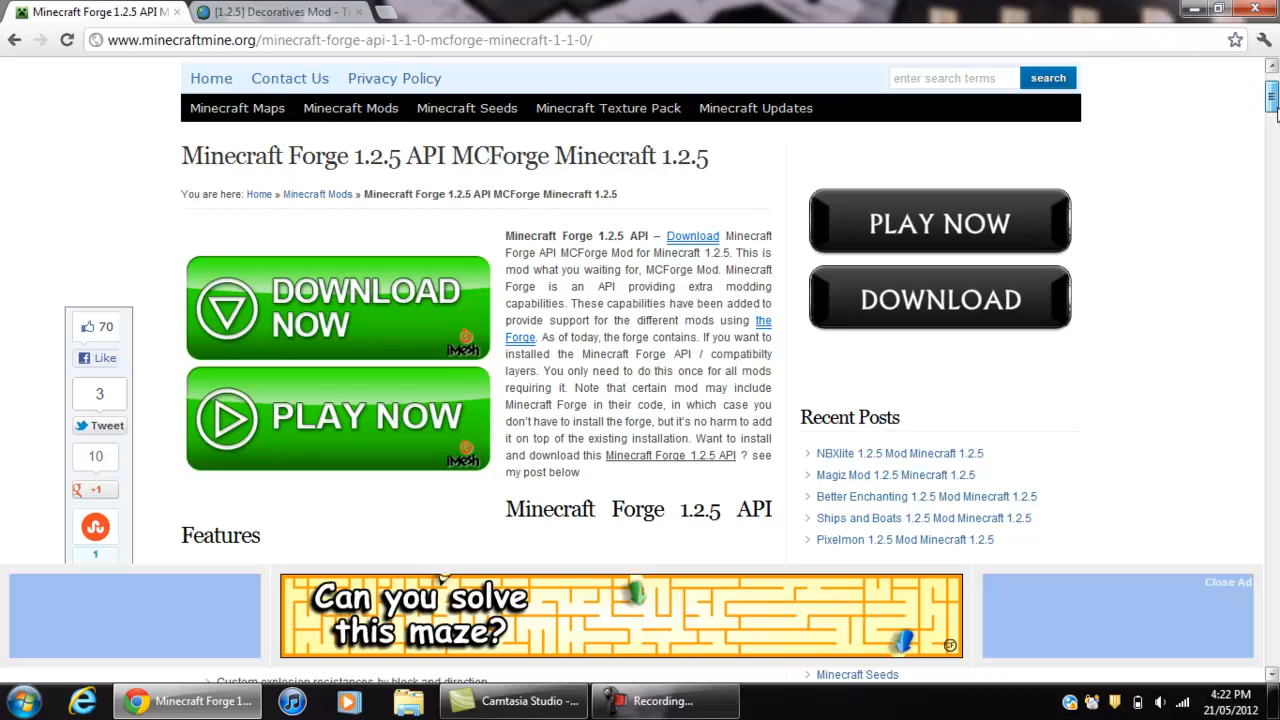 Minecraft Forge 1.2.5 API M
[1.2.5] Decoratives Mod - T
www.minecraftmine.org/minecraft-forge-api-1-1-0-mcforge-minecraft-1-1-0/
Home Contact Us Privacy Policy
enter search terms search
Minecraft Maps Minecraft Mods Minecraft Seeds Minecraft Texture Pack Minecraft Updates
Minecraft Forge 1.2.5 API MCForge Minecraft 1.2.5
You are here: Home » Minecraft Mods » Minecraft Forge 1.2.5 API MCForge Minecraft 1.2.5
70
Like
3
Tweet
10
+1
1
DOWNLOAD
NOW
iMesh
PLAY NOW
iMesh
Minecraft Forge 1.2.5 API – Download Minecraft
Forge API MCForge Mod for Minecraft 1.2.5. This is
mod what you waiting for, MCForge Mod. Minecraft
Forge is an API providing extra modding
capabilities. These capabilities have been added to
provide support for the different mods using the
Forge. As of today, the forge contains. If you want to
installed the Minecraft Forge API / compatibilty
layers. You only need to do this once for all mods
requiring it. Note that certain mod may include
Minecraft Forge in their code, in which case you
don't have to install the forge, but it's no harm to add
it on top of the existing installation. Want to install
and download this Minecraft Forge 1.2.5 API ? see
my post below
Minecraft Forge 1.2.5 API
Features
PLAY NOW
DOWNLOAD
Recent Posts
NBXlite 1.2.5 Mod Minecraft 1.2.5
Magiz Mod 1.2.5 Minecraft 1.2.5
Better Enchanting 1.2.5 Mod Minecraft 1.2.5
Ships and Boats 1.2.5 Mod Minecraft 1.2.5
Pixelmon 1.2.5 Mod Minecraft 1.2.5
Can you solve
this maze?
Close Ad
Custom explosion resistances by block and direction
Minecraft Seeds
Minecraft Forge 1...
Camtasia Studio -...
Recording...
4:22 PM
21/05/2012